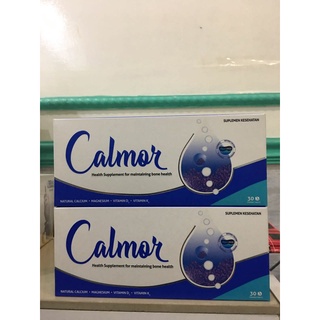 SUPLEMEN KESEHATAN
Calmor
Health Supplement for maintaining bone health
NATURAL CALCIUM • MAGNESIUM • VITAMIN D₃ • VITAMIN K₂
30
SUPLEMEN KESEHATAN
Calmor
Health Supplement for maintaining bone health
NATURAL CALCIUM • MAGNESIUM • VITAMIN D₃ • VITAMIN K₂
30